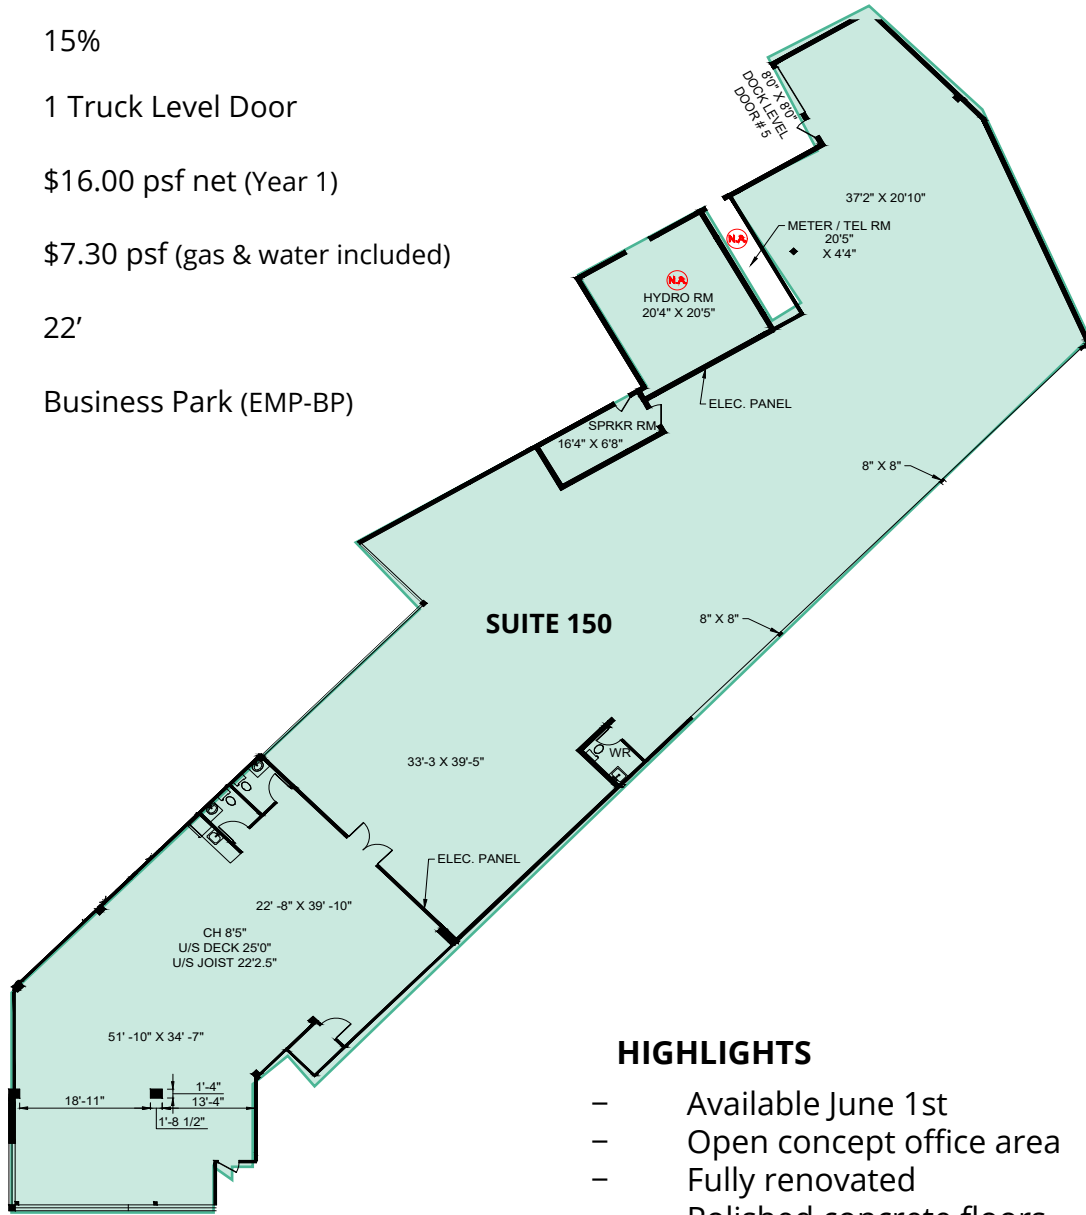 15%
1 Truck Level Door
$16.00 psf net (Year 1)
$7.30 psf (gas & water included)
22’
Business Park (EMP-BP)
8'0" X 8'0"
DOCK LEVEL
DOOR # 5
37'2" X 20'10"
METER / TEL RM
20'5"
X 4'4"
N.A.
N.A.
HYDRO RM
20'4" X 20'5"
ELEC. PANEL
SPRKR RM
16'4" X 6'8"
8" X 8"
SUITE 150
8" X 8"
WR
33'-3 X 39'-5"
ELEC. PANEL
22' -8" X 39' -10"
CH 8'5"
U/S DECK 25'0"
U/S JOIST 22'2.5"
51' -10" X 34' -7"
1'-4"
18'-11"
13'-4"
1'-8 1/2"
HIGHLIGHTS
– Available June 1st
– Open concept office area
– Fully renovated
Polished concrete floors